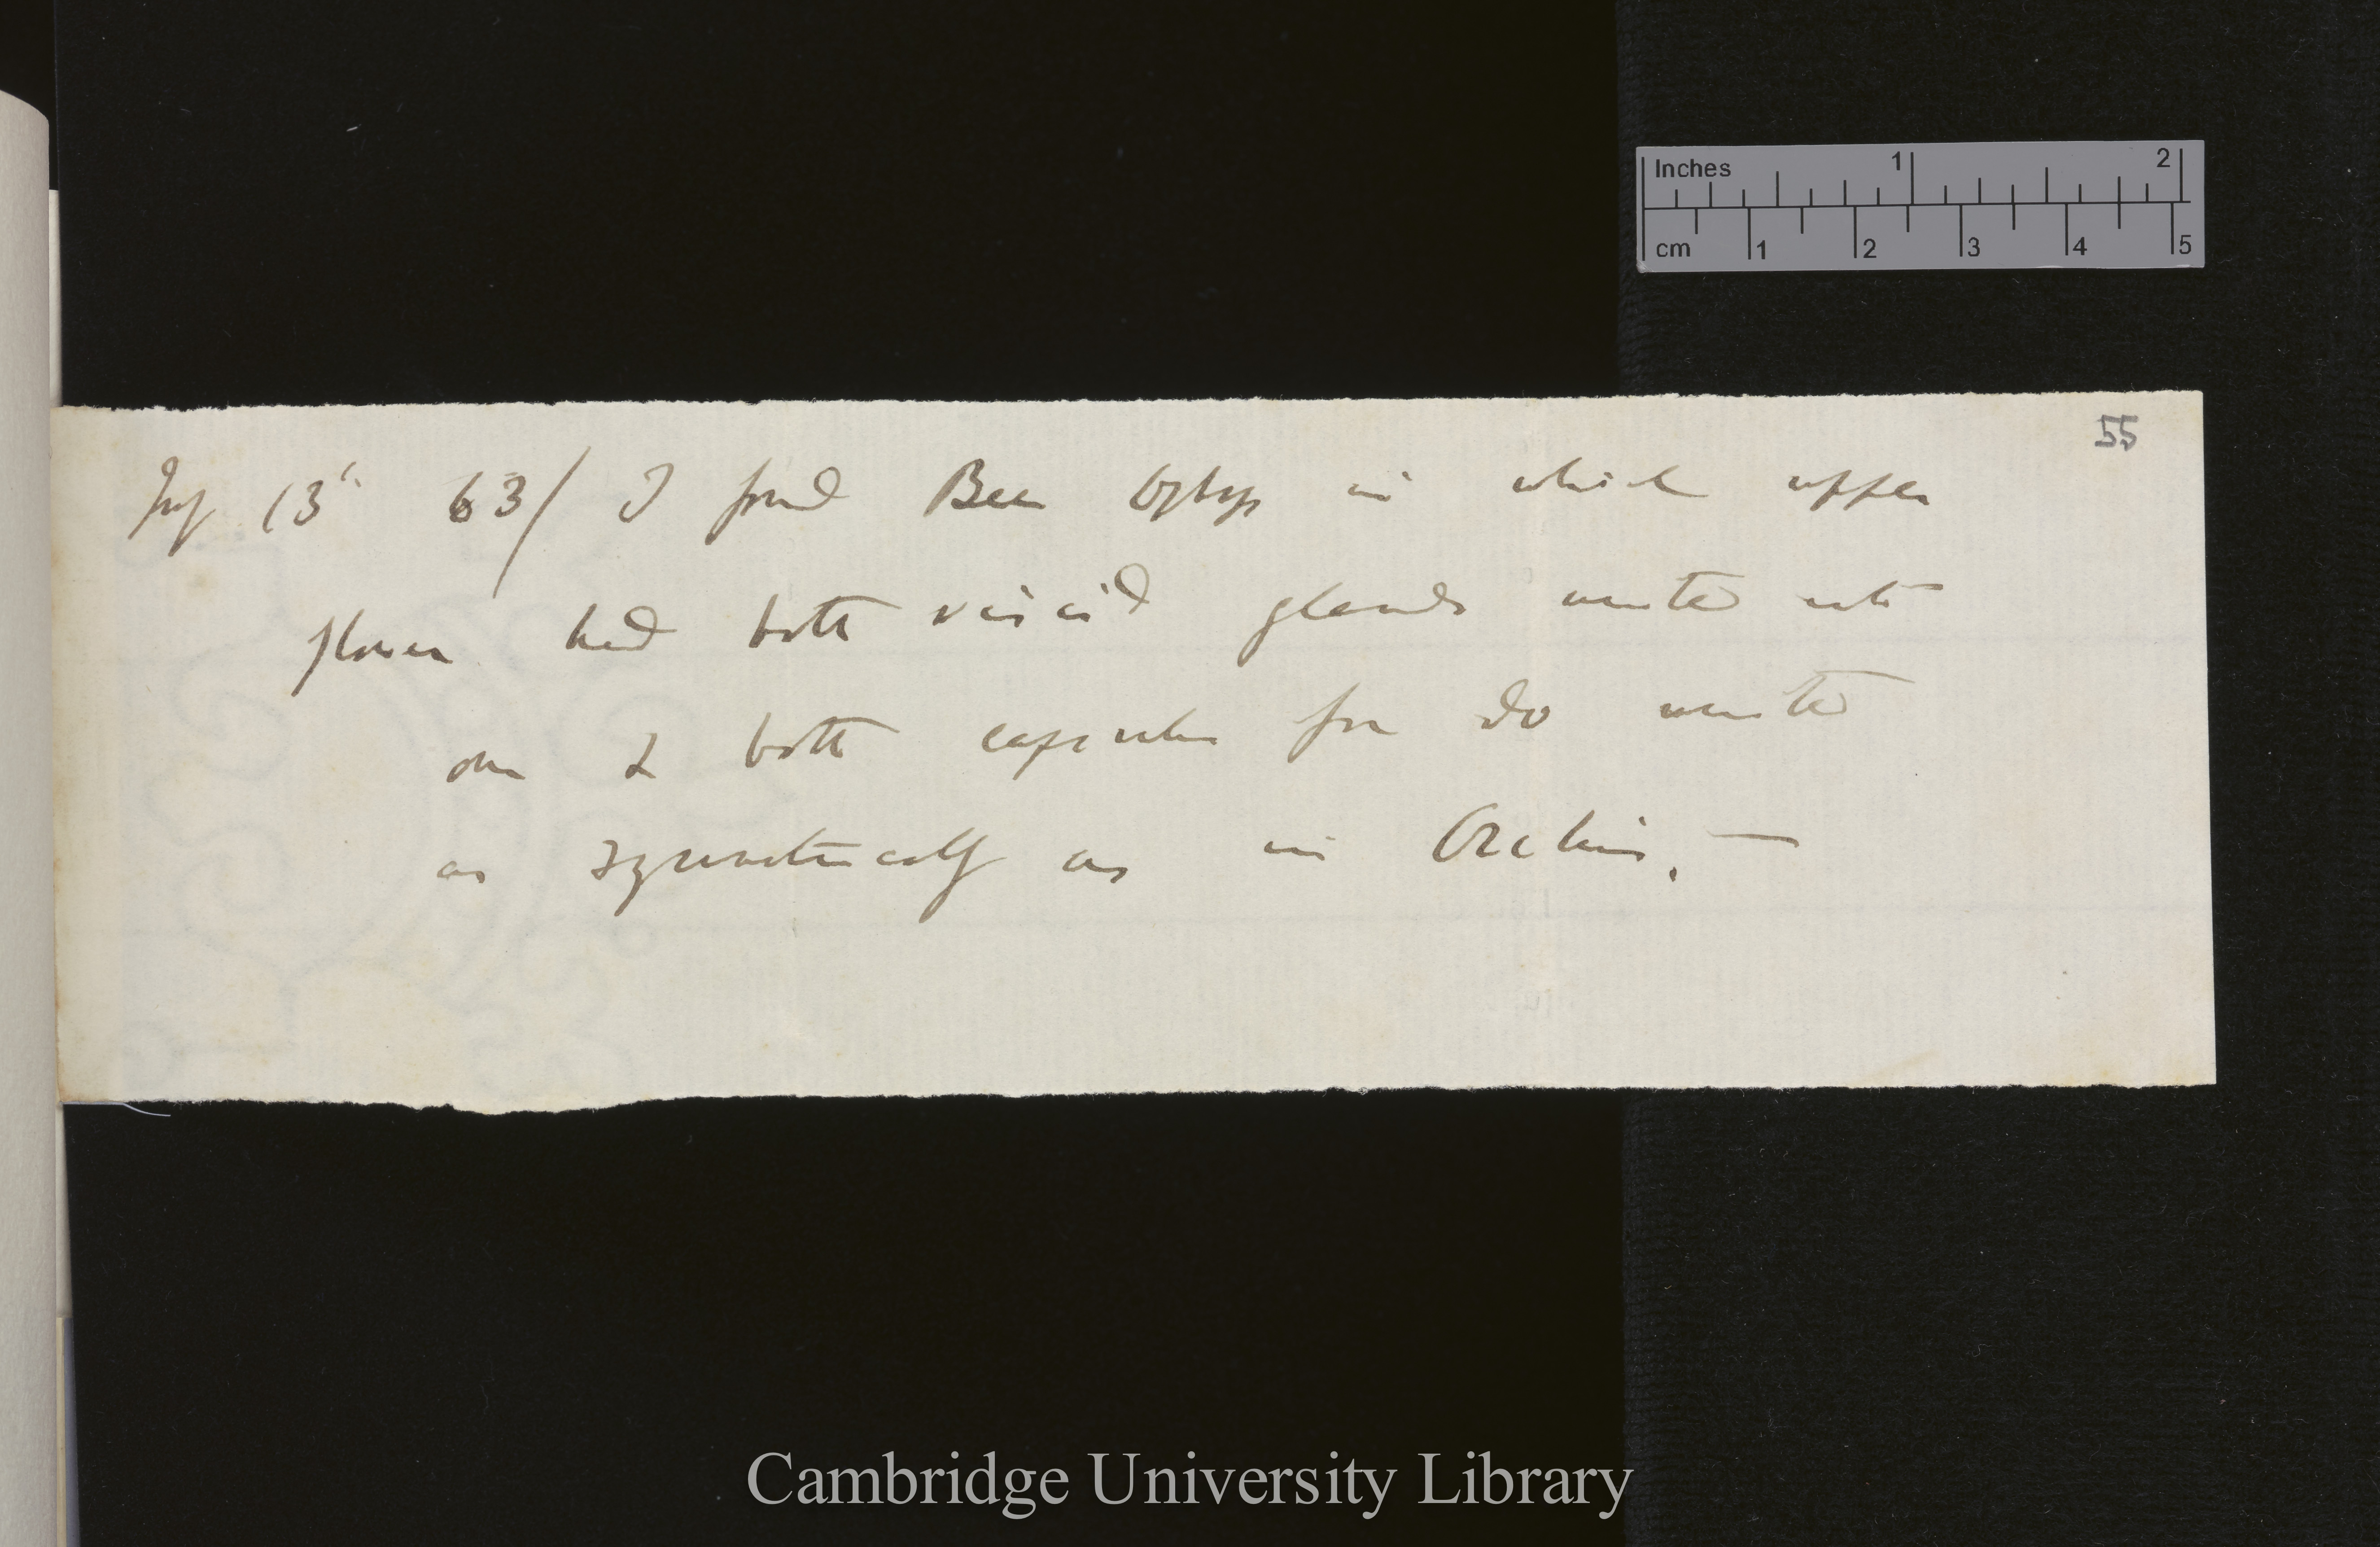 Inches 1 2
cm 1 2 3 4 5
55
July 13th 63/ I found Bee Ophrys in which upper
flower had both viscid glands united into
one & both capsules for do united
as symmetrically as in Orchis. —
Cambridge University Library